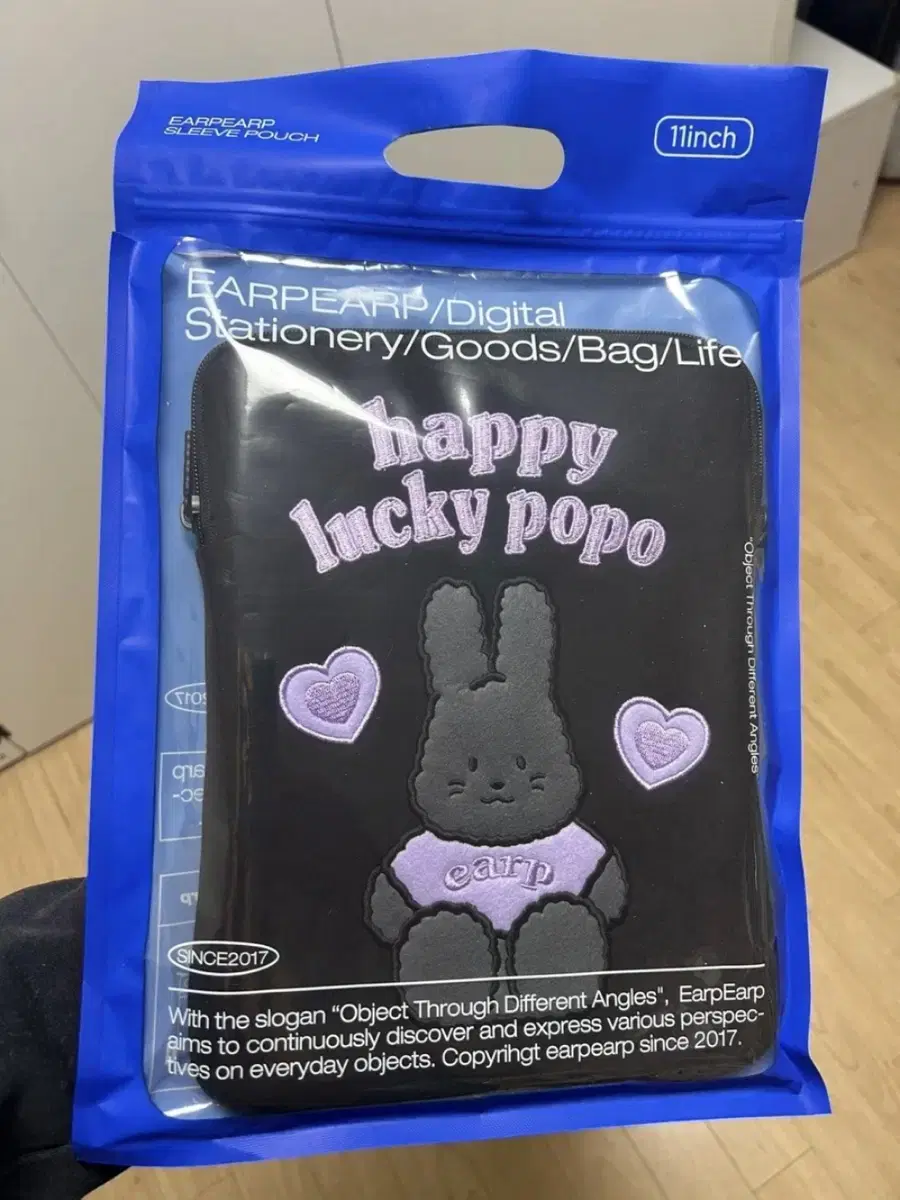 EARPEARP
SLEEVE POUCH
11inch
EARPEARP/Digital
Stationery/Goods/Bag/Life
happy
lucky popo
"Object Through Different Angles"
earp
SINCE2017
With the slogan "Object Through Different Angles", EarpEarp
aims to continuously discover and express various perspec-
tives on everyday objects. Copyrihgt earpearp since 2017.